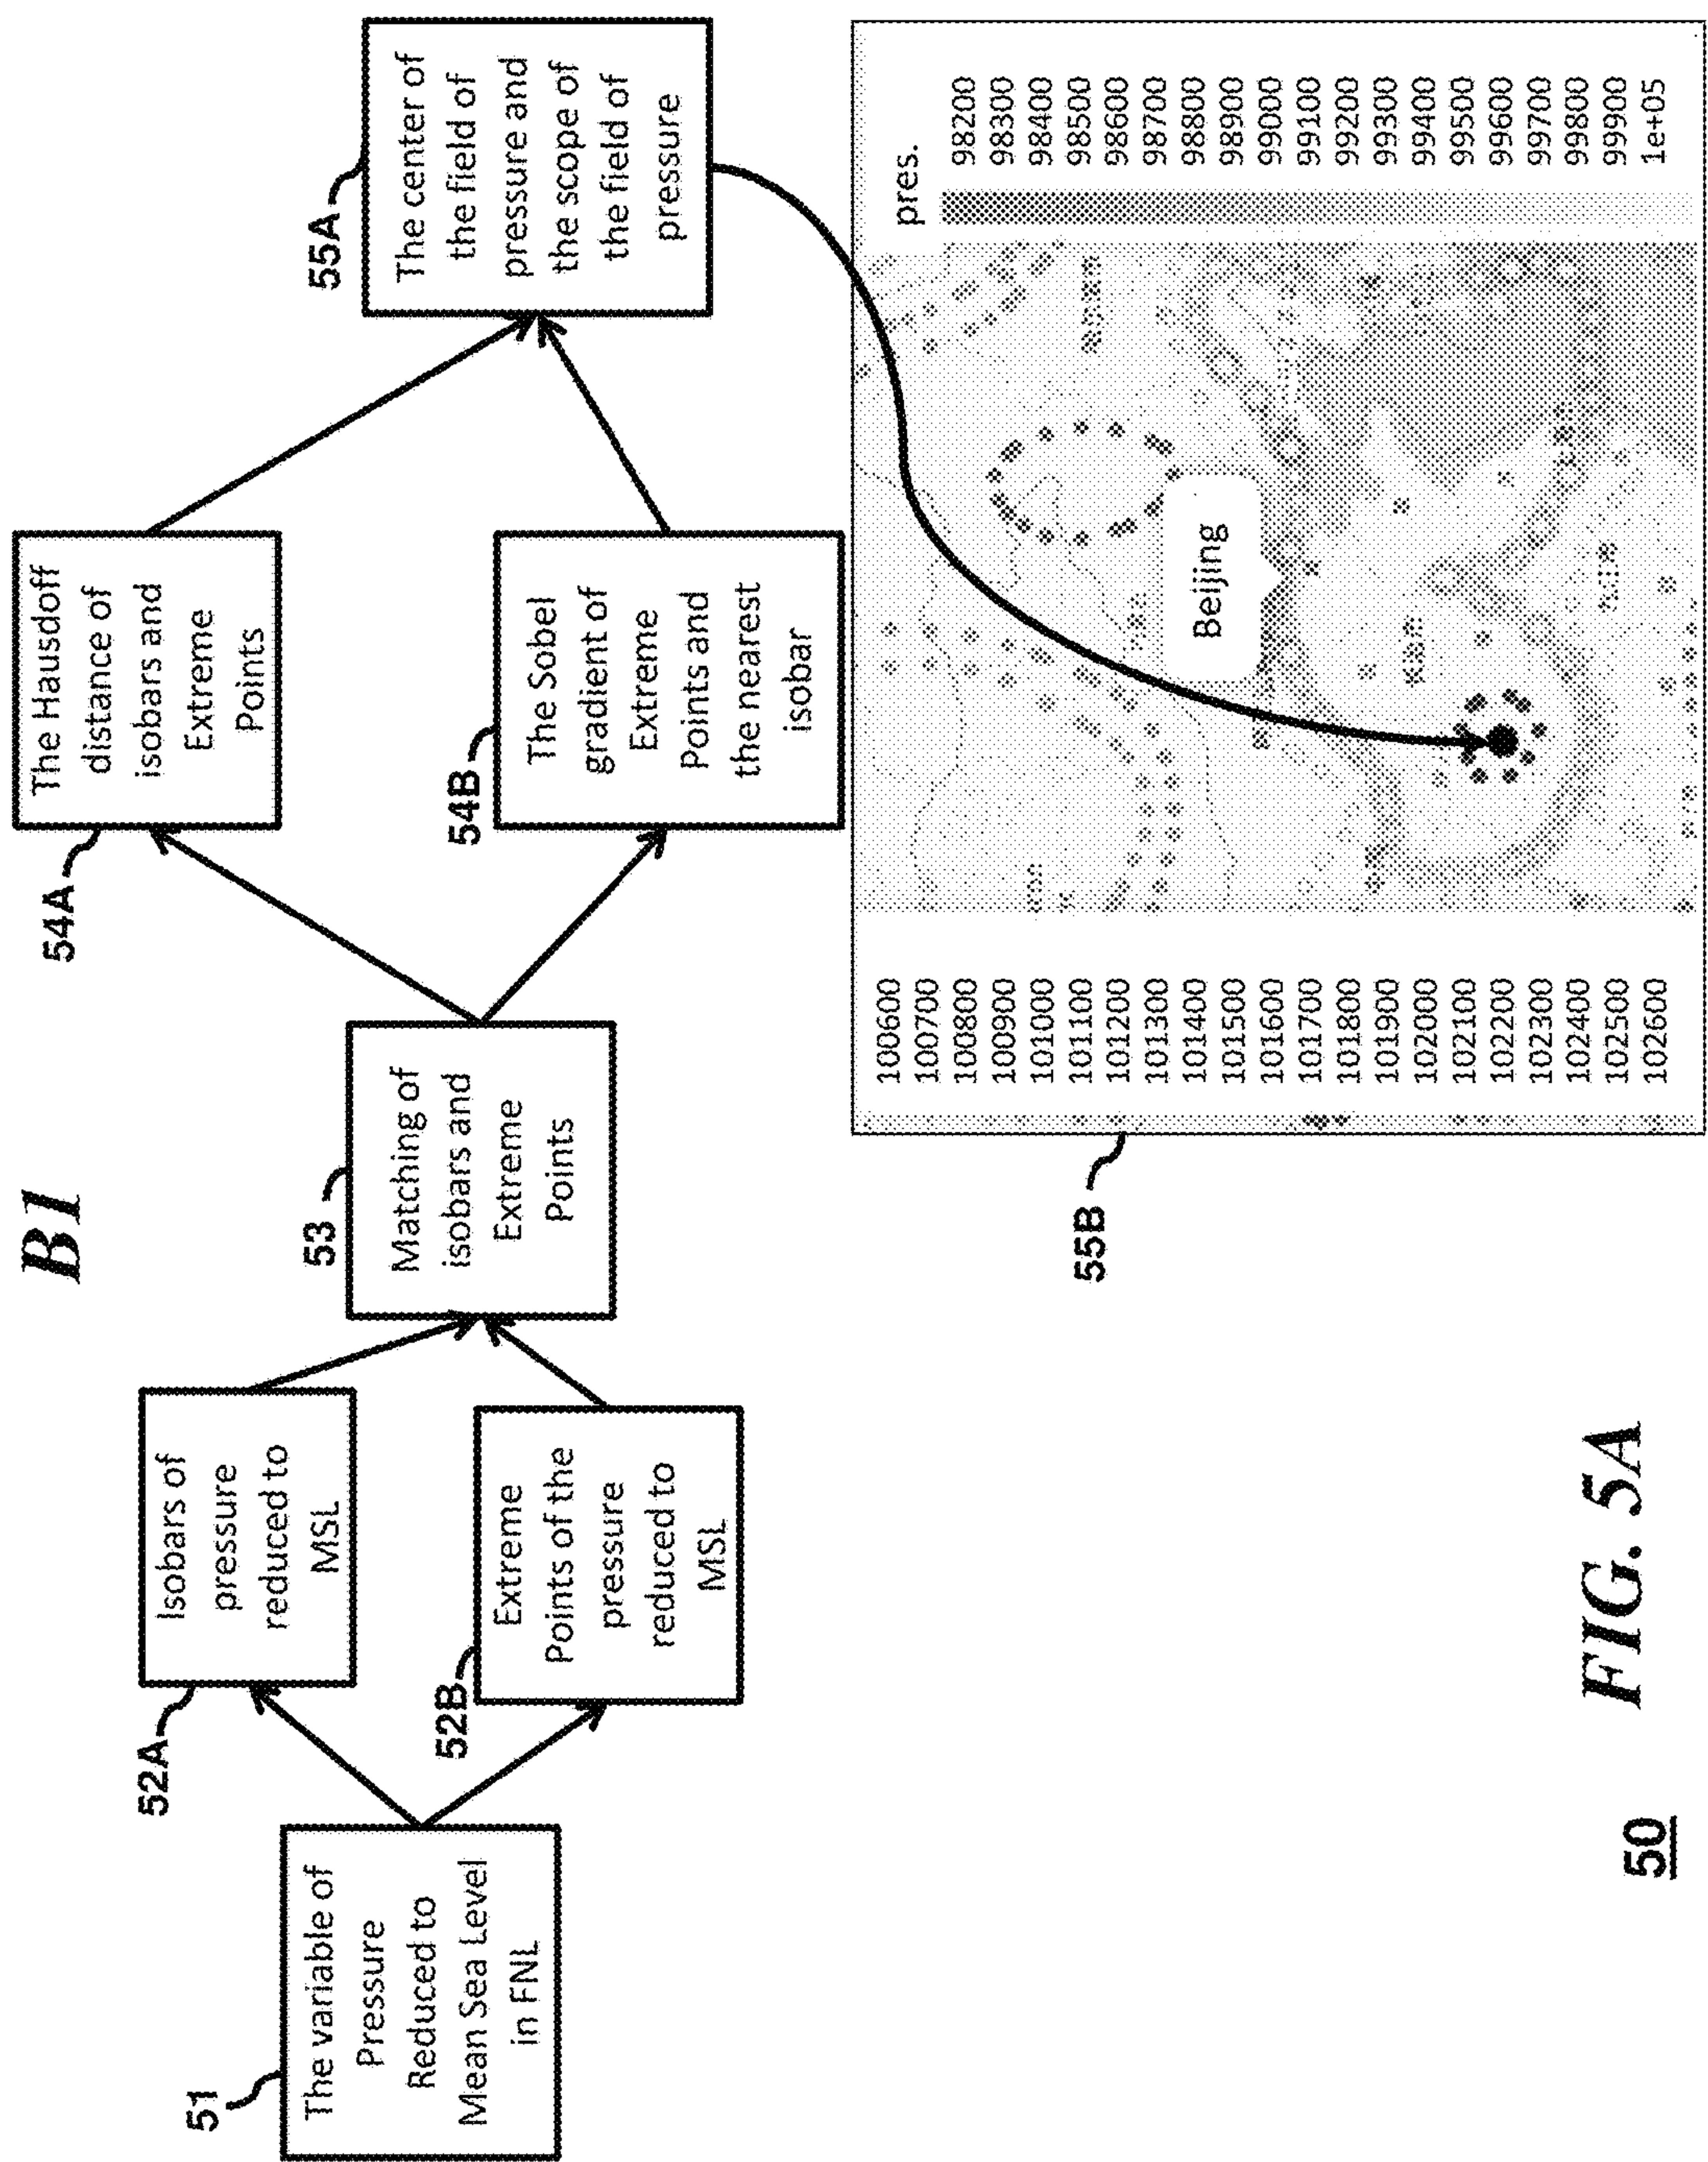 B1
51
The variable of
Pressure
Reduced to
Mean Sea Level
in FNL
52A
Isobars of
pressure
reduced to
MSL
52B
Extreme
Points of the
pressure
reduced to
MSL
53
Matching of
isobars and
Extreme
Points
54A
The Hausdoff
distance of
isobars and
Extreme
Points
54B
The Sobel
gradient of
Extreme
Points and
the nearest
isobar
55A
The center of
the field of
pressure and
the scope of
the field of
pressure
55B
100600
100700
100800
100900
101000
101100
101200
101300
101400
101500
101600
101700
101800
101900
102000
102100
102200
102300
102400
102500
102600
Beijing
pres.
98200
98300
98400
98500
98600
98700
98800
98900
99000
99100
99200
99300
99400
99500
99600
99700
99800
99900
1e+05
50
FIG. 5A